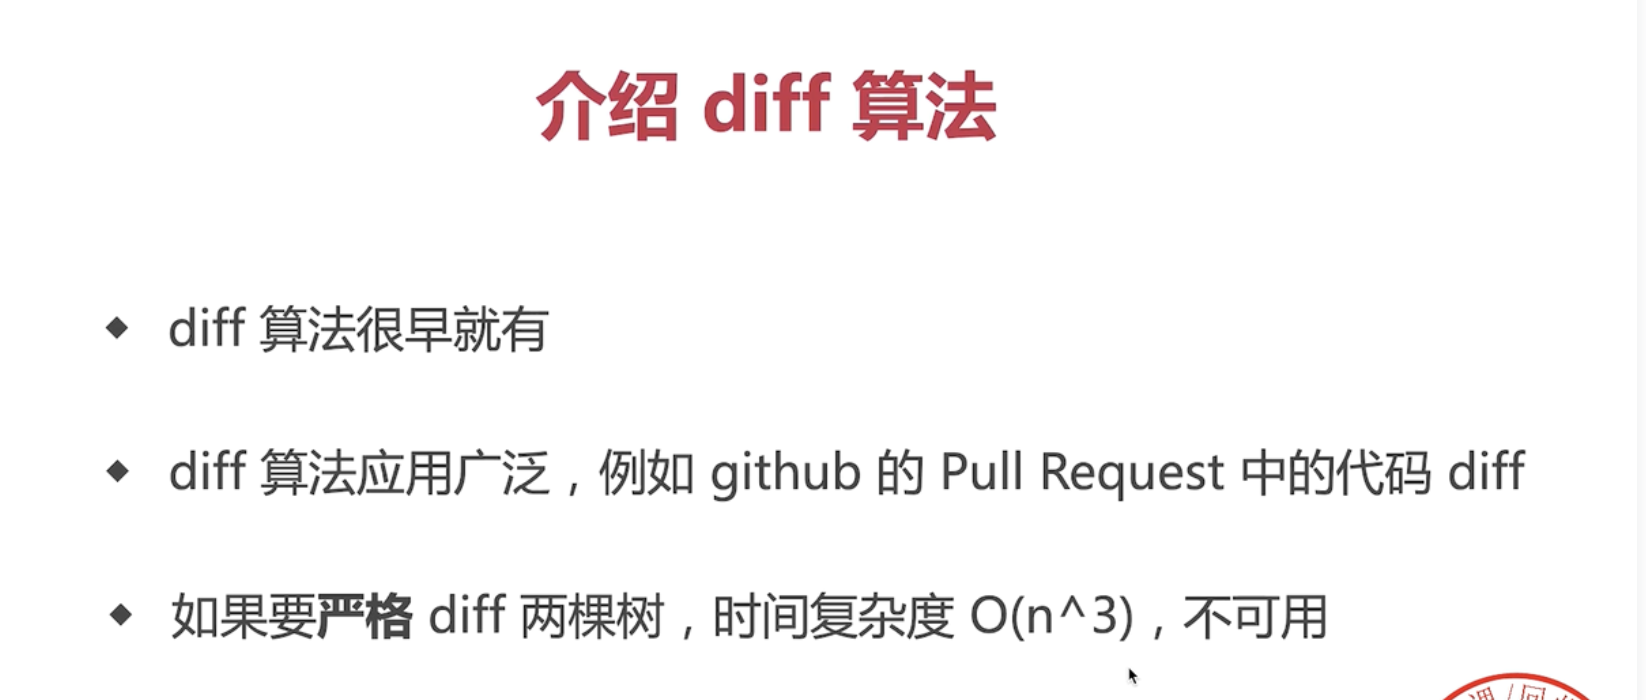 介绍 diff 算法
◆ diff 算法很早就有
◆ diff 算法应用广泛，例如 github 的 Pull Request 中的代码 diff
◆ 如果要严格 diff 两棵树，时间复杂度 O(n^3)，不可用